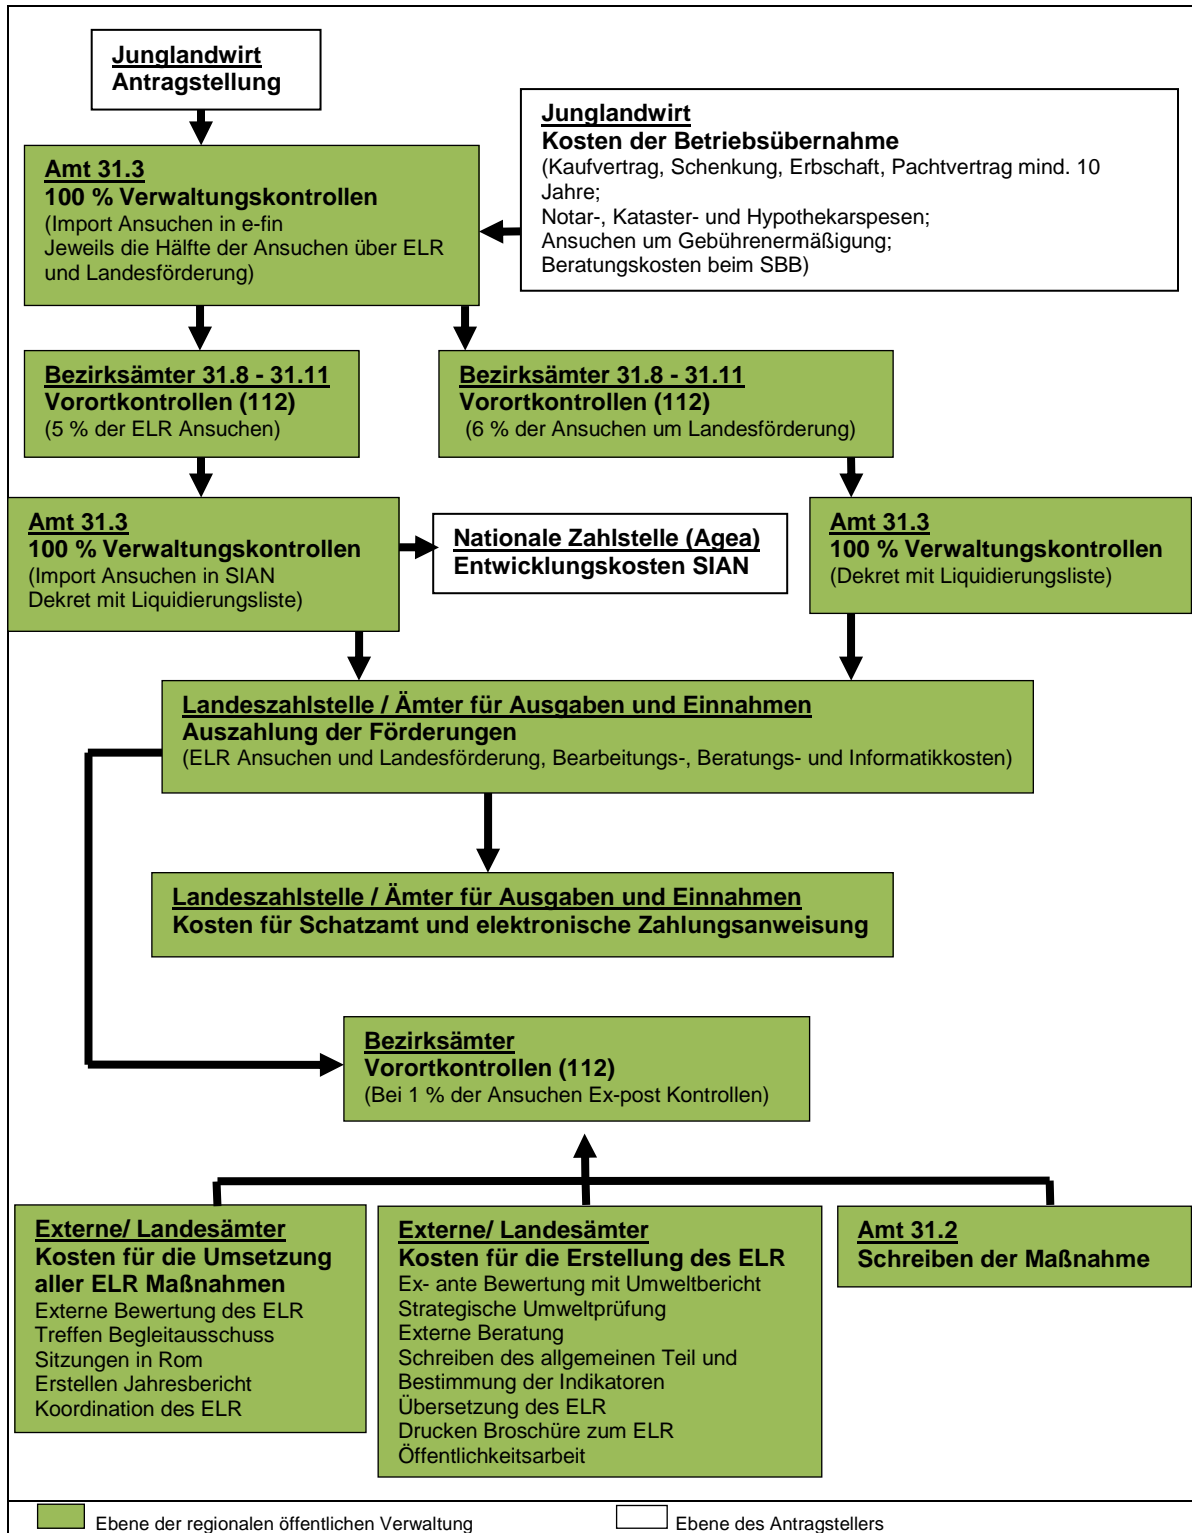 Junglandwirt
Antragstellung
Junglandwirt
Kosten der Betriebsübernahme
(Kaufvertrag, Schenkung, Erbschaft, Pachtvertrag mind. 10
Jahre;
Notar-, Kataster- und Hypothekarspesen;
Ansuchen um Gebührenermäßigung;
Beratungskosten beim SBB)
Amt 31.3
100 % Verwaltungskontrollen
(Import Ansuchen in e-fin
Jeweils die Hälfte der Ansuchen über ELR
und Landesförderung)
Bezirksämter 31.8 - 31.11
Vorortkontrollen (112)
(5 % der ELR Ansuchen)
Bezirksämter 31.8 - 31.11
Vorortkontrollen (112)
(6 % der Ansuchen um Landesförderung)
Amt 31.3
100 % Verwaltungskontrollen
(Import Ansuchen in SIAN
Dekret mit Liquidierungsliste)
Nationale Zahlstelle (Agea)
Entwicklungskosten SIAN
Amt 31.3
100 % Verwaltungskontrollen
(Dekret mit Liquidierungsliste)
Landeszahlstelle / Ämter für Ausgaben und Einnahmen
Auszahlung der Förderungen
(ELR Ansuchen und Landesförderung, Bearbeitungs-, Beratungs- und Informatikkosten)
Landeszahlstelle / Ämter für Ausgaben und Einnahmen
Kosten für Schatzamt und elektronische Zahlungsanweisung
Bezirksämter
Vorortkontrollen (112)
(Bei 1 % der Ansuchen Ex-post Kontrollen)
Externe/ Landesämter
Kosten für die Umsetzung
aller ELR Maßnahmen
Externe Bewertung des ELR
Treffen Begleitausschuss
Sitzungen in Rom
Erstellen Jahresbericht
Koordination des ELR
Externe/ Landesämter
Kosten für die Erstellung des ELR
Ex- ante Bewertung mit Umweltbericht
Strategische Umweltprüfung
Externe Beratung
Schreiben des allgemeinen Teil und
Bestimmung der Indikatoren
Übersetzung des ELR
Drucken Broschüre zum ELR
Öffentlichkeitsarbeit
Amt 31.2
Schreiben der Maßnahme
Ebene der regionalen öffentlichen Verwaltung
Ebene des Antragstellers